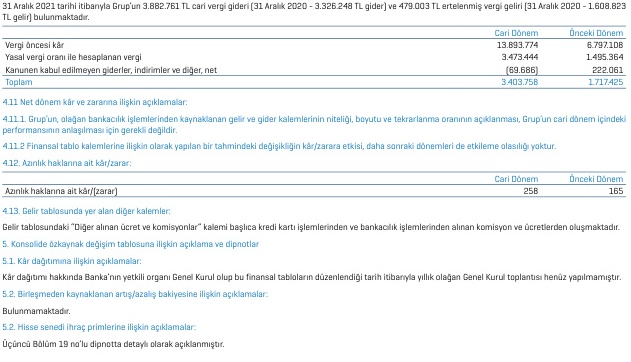 31 Aralık 2021 tarihi itibarıyla Grup'un 3.882.761 TL cari vergi gideri (31 Aralık 2020 - 3.326.248 TL gider) ve 479.003 TL ertelenmiş vergi geliri (31 Aralık 2020 - 1.608.823
TL gelir) bulunmaktadır.
Cari Dönem Önceki Dönem
Vergi öncesi kâr 13.893.774 6.797.108
Yasal vergi oranı ile hesaplanan vergi 3.473.444 1.495.364
Kanunen kabul edilmeyen giderler, indirimler ve diğer, net (69.686) 222.061
Toplam 3.403.758 1.717.425
4.11 Net dönem kâr ve zararına ilişkin açıklamalar:
4.11.1. Grup'un, olağan bankacılık işlemlerinden kaynaklanan gelir ve gider kalemlerinin niteliği, boyutu ve tekrarlanma oranının açıklanması, Grup'un cari dönem içindeki
performansının anlaşılması için gerekli değildir.
4.11.2 Finansal tablo kalemlerine ilişkin olarak yapılan bir tahmindeki değişikliğin kâr/zarara etkisi, daha sonraki dönemleri de etkileme olasılığı yoktur.
4.12. Azınlık haklarına ait kâr/zarar:
Cari Dönem Önceki Dönem
Azınlık haklarına ait kâr/(zarar) 258 165
4.13. Gelir tablosunda yer alan diğer kalemler:
Gelir tablosundaki "Diğer alınan ücret ve komisyonlar" kalemi başlıca kredi kartı işlemlerinden ve bankacılık işlemlerinden alınan komisyon ve ücretlerden oluşmaktadır.
5. Konsolide özkaynak değişim tablosuna ilişkin açıklama ve dipnotlar
5.1. Kâr dağıtımına ilişkin açıklamalar:
Kâr dağıtımı hakkında Banka'nın yetkili organı Genel Kurul olup bu finansal tabloların düzenlendiği tarih itibarıyla yıllık olağan Genel Kurul toplantısı henüz yapılmamıştır.
5.2. Birleşmeden kaynaklanan artış/azalış bakiyesine ilişkin açıklamalar:
Bulunmamaktadır.
5.2. Hisse senedi ihraç primlerine ilişkin açıklamalar:
Üçüncü Bölüm 19 no'lu dipnotta detaylı olarak açıklanmıştır.